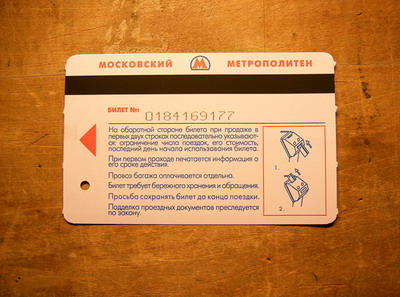 МОСКОВСКИЙ М МЕТРОПОЛИТЕН
БИЛЕТ №: 0184169177
На оборотной стороне билета при продаже в
первых двух строках последовательно указывают-
ся: ограничение числа поездок, его стоимость,
последний день начала использования билета.
При первом проходе печатается информация о
его сроке действия.
Провоз багажа оплачивается отдельно.
Билет требует бережного хранения и обращения.
Просьба сохранять билет до конца поездки.
Подделка проездных документов преследуется
по закону.
1.
2.